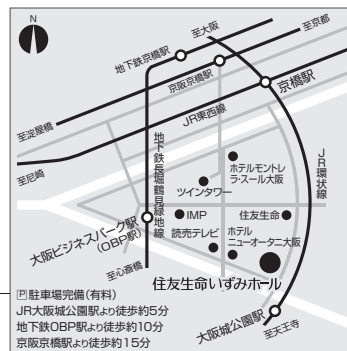 N
至大阪
至京都
地下鉄京橋駅
京阪京橋駅
京橋駅
至淀屋橋
JR東西線
至尼崎
地下鉄長堀鶴見緑地線
JR環状線
ホテルモントレ
ラ・スール大阪
ツインタワー
IMP
住友生命
大阪ビジネスパーク駅
(OBP駅)
読売テレビ
ホテル
ニューオータニ大阪
至心斎橋
住友生命いずみホール
P駐車場完備(有料)
大阪城公園駅
JR大阪城公園駅より徒歩約5分
地下鉄OBP駅より徒歩約10分
至天王寺
京阪京橋駅より徒歩約15分